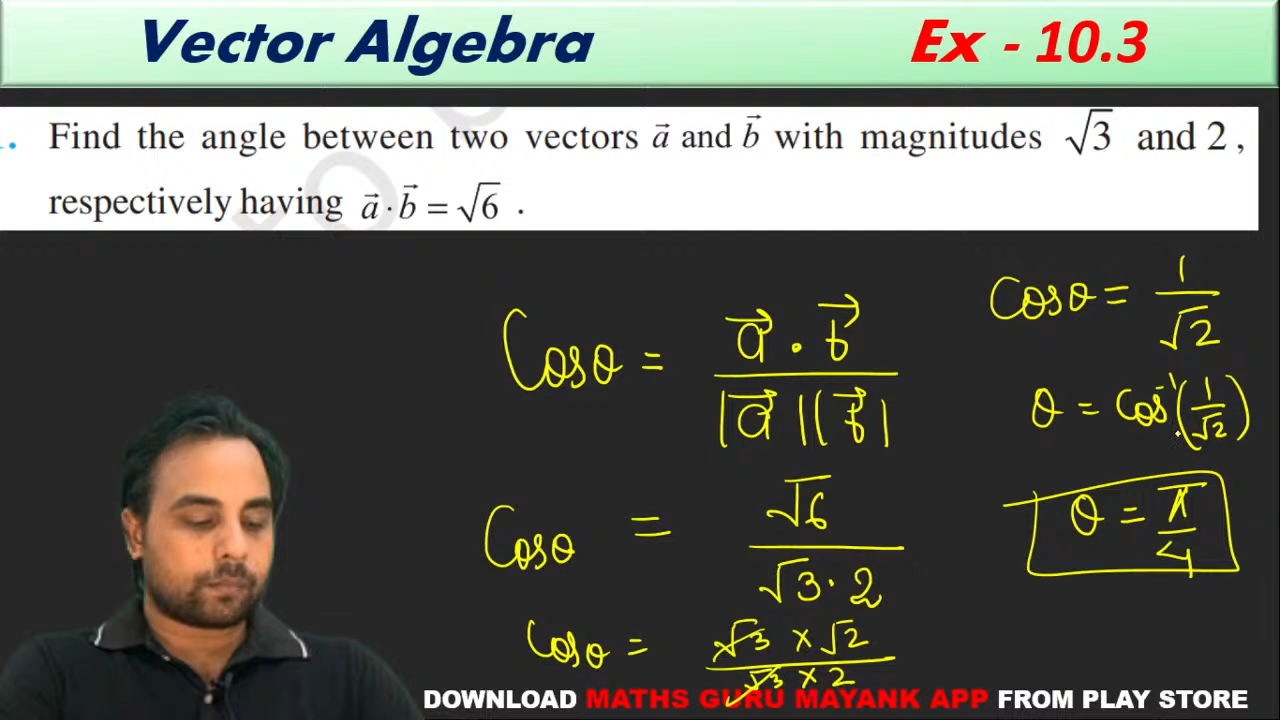 Vector Algebra Ex - 10.3
Find the angle between two vectors a⃗ and b⃗ with magnitudes √3 and 2 ,
respectively having a⃗ · b⃗ = √6 .
Cosθ = a⃗ · b⃗ / |a⃗||b⃗|
Cosθ = √6 / √3 · 2
Cosθ = √3 × √2 / √3 × 2
Cosθ = 1 / √2
θ = Cos⁻¹(1/√2)
θ = π/4
DOWNLOAD MATHS GURU MAYANK APP FROM PLAY STORE